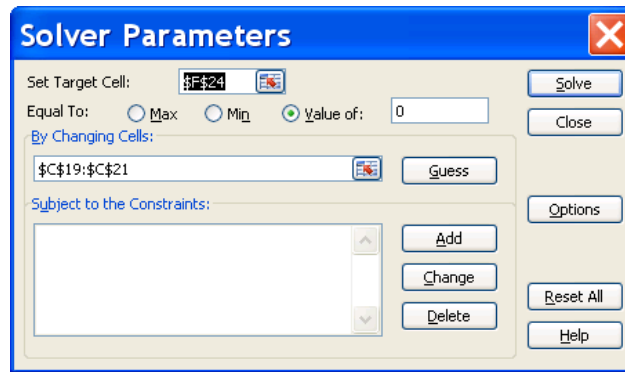 Solver Parameters
Set Target Cell: $F$24 Solve
Equal To: Max Min Value of: 0 Close
By Changing Cells:
$C$19:$C$21 Guess
Subject to the Constraints: Options
Add
Change
Reset All
Delete
Help